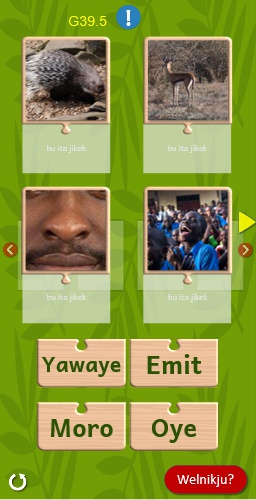 G39.5
!
bu ita jikek
bu ita jikek
bu ita jikek
bu ita jikek
Yawaye
Emit
Moro
Oye
Welnikju?